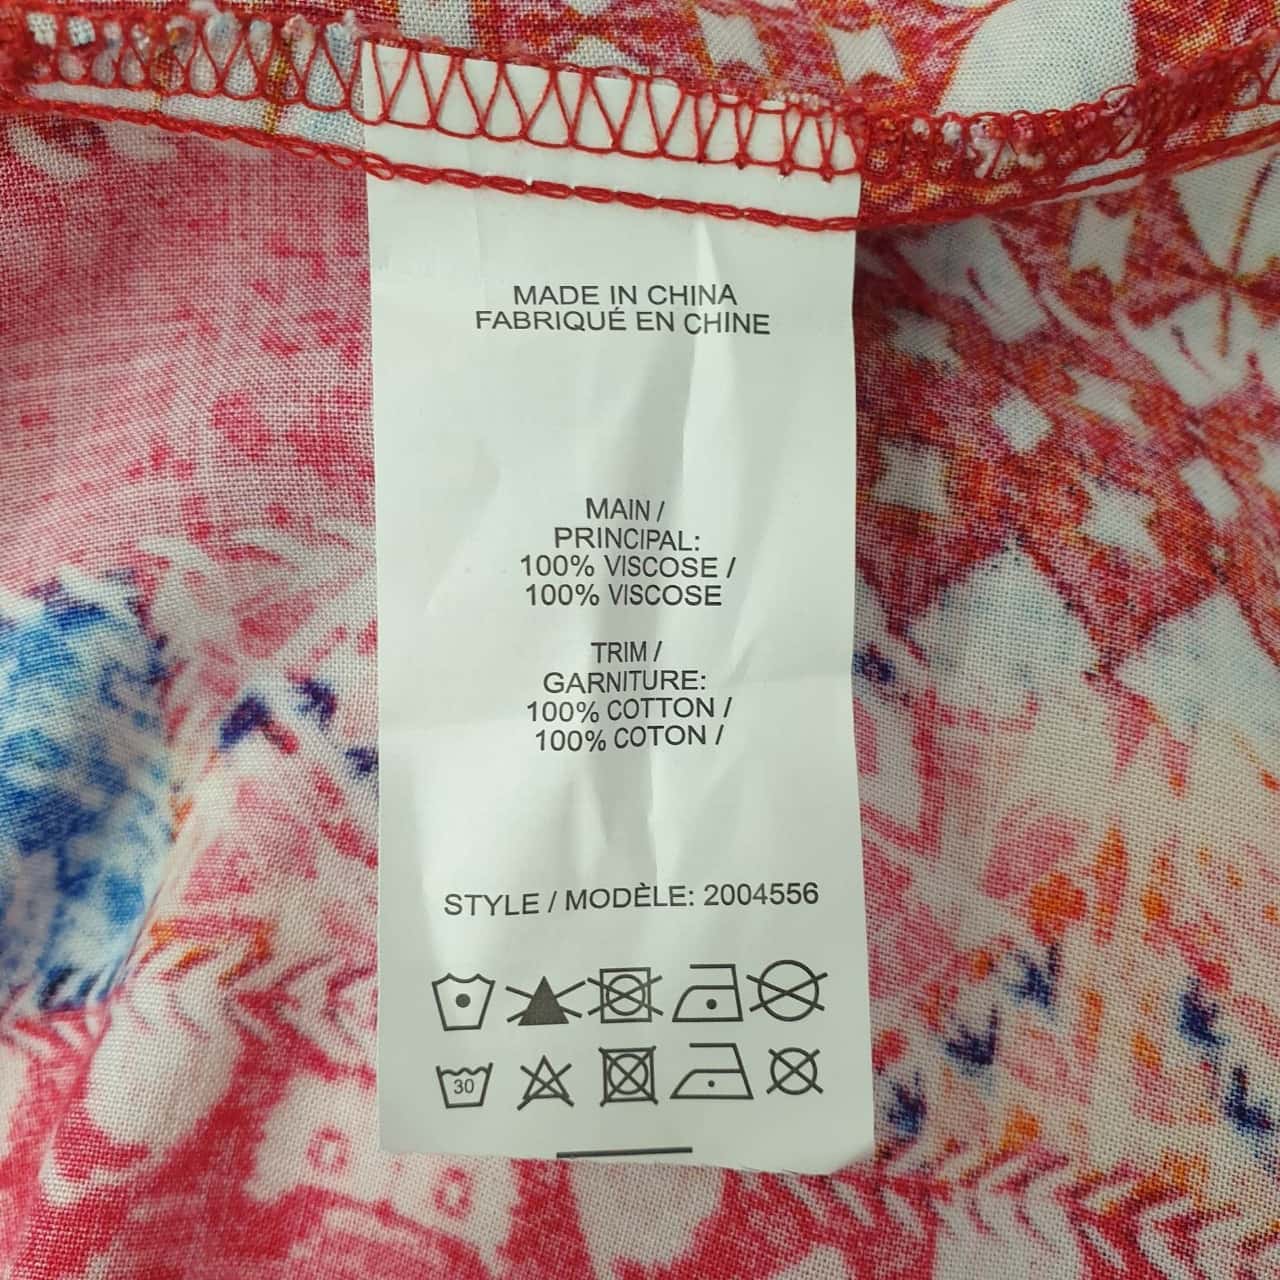 MADE IN CHINA
FABRIQUÉ EN CHINE
MAIN /
PRINCIPAL:
100% VISCOSE /
100% VISCOSE
TRIM /
GARNITURE:
100% COTTON /
100% COTON /
STYLE / MODÈLE: 2004556
30